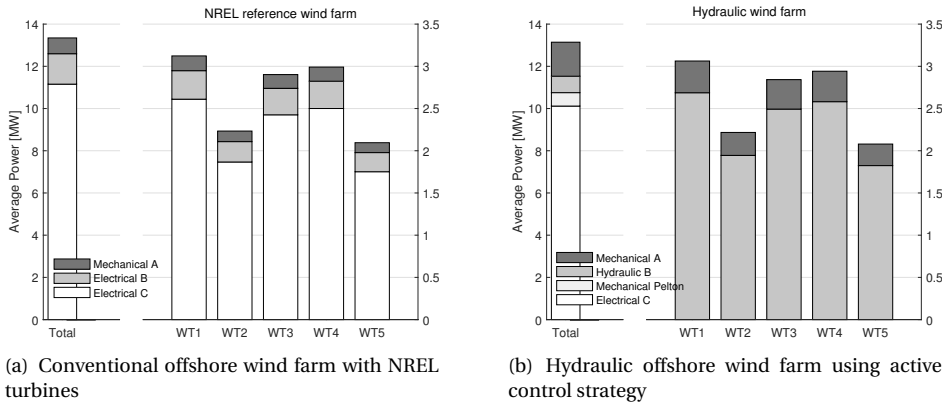 NREL reference wind farm
14
12
10
8
6
4
2
0
Average Power [MW]
3.5
3
2.5
2
1.5
1
0.5
0
Mechanical A
Electrical B
Electrical C
Total WT1 WT2 WT3 WT4 WT5
(a) Conventional offshore wind farm with NREL
turbines
Hydraulic wind farm
14
12
10
8
6
4
2
0
Average Power [MW]
3.5
3
2.5
2
1.5
1
0.5
0
Mechanical A
Hydraulic B
Mechanical Pelton
Electrical C
Total WT1 WT2 WT3 WT4 WT5
(b) Hydraulic offshore wind farm using active
control strategy